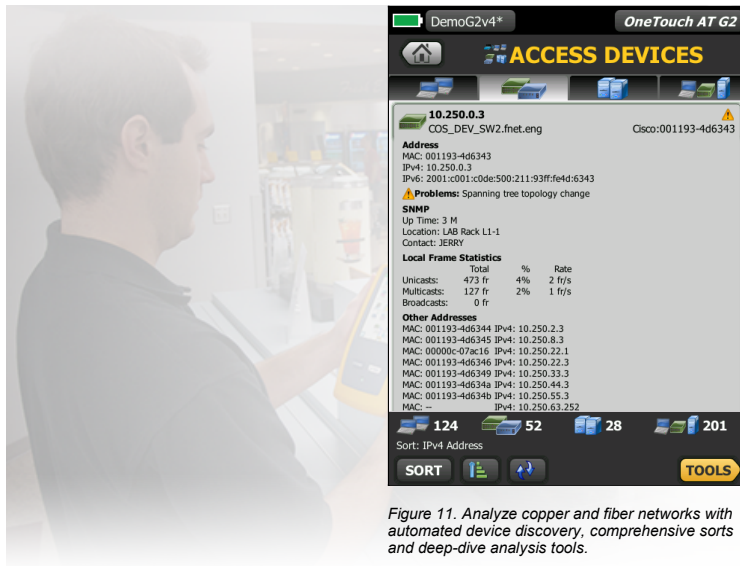 DemoG2v4*
OneTouch AT G2
ACCESS DEVICES
10.250.0.3
COS_DEV_SW2.fnet.eng Cisco:001193-4d6343
Address
MAC: 001193-4d6343
IPv4: 10.250.0.3
IPv6: 2001:c001:c0de:500:211:93ff:fe4d:6343
Problems: Spanning tree topology change
SNMP
Up Time: 3 M
Location: LAB Rack L1-1
Contact: JERRY
Local Frame Statistics
Total % Rate
Unicasts: 473 fr 4% 2 fr/s
Multicasts: 127 fr 2% 1 fr/s
Broadcasts: 0 fr
Other Addresses
MAC: 001193-4d6344 IPv4: 10.250.2.3
MAC: 001193-4d6345 IPv4: 10.250.8.3
MAC: 00000c-07ac16 IPv4: 10.250.22.1
MAC: 001193-4d6346 IPv4: 10.250.22.3
MAC: 001193-4d6349 IPv4: 10.250.33.3
MAC: 001193-4d634a IPv4: 10.250.44.3
MAC: 001193-4d634b IPv4: 10.250.55.3
MAC: -- IPv4: 10.250.63.252
124 52 28 201
Sort: IPv4 Address
SORT TOOLS
Figure 11. Analyze copper and fiber networks with
automated device discovery, comprehensive sorts
and deep-dive analysis tools.